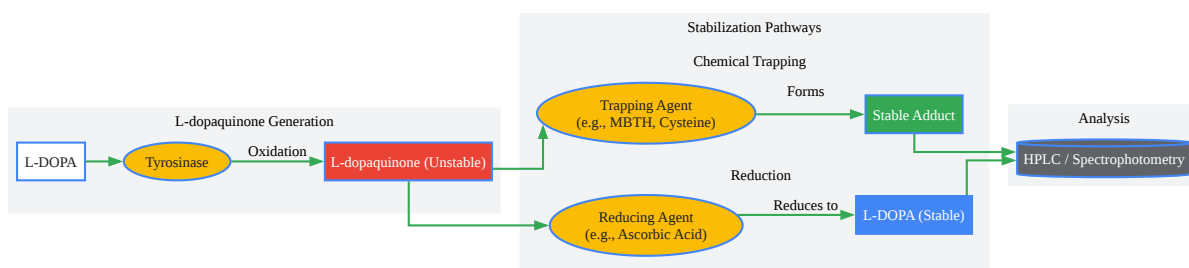 Stabilization Pathways
Chemical Trapping
Trapping Agent
(e.g., MBTH, Cysteine)
Forms
Stable Adduct
L-dopaquinone Generation
L-DOPA
Tyrosinase
Oxidation
L-dopaquinone (Unstable)
Analysis
HPLC / Spectrophotometry
Reduction
Reducing Agent
(e.g., Ascorbic Acid)
Reduces to
L-DOPA (Stable)